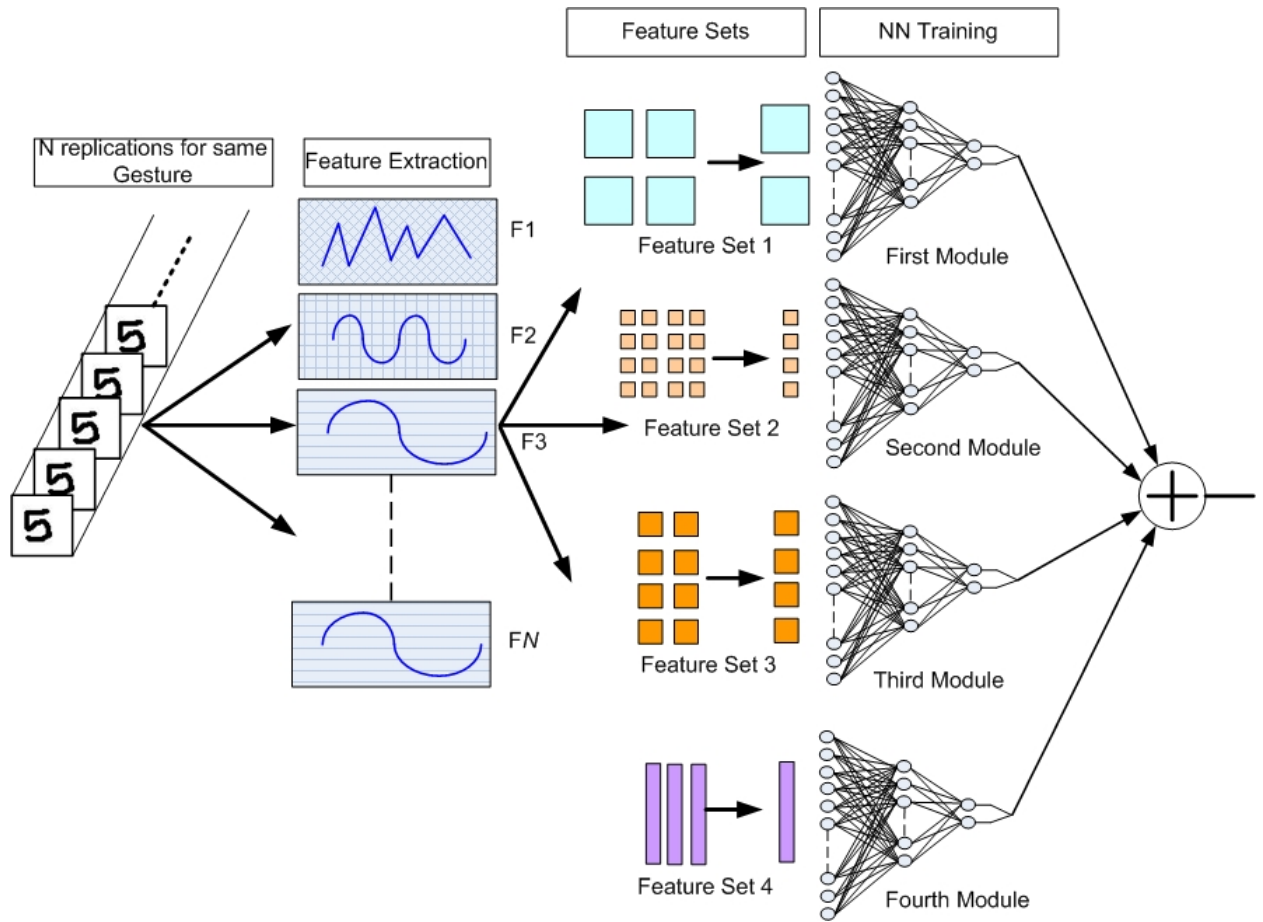 Feature Sets
NN Training
N replications for same
Gesture
Feature Extraction
F1
F2
F3
FN
5
5
5
5
5
Feature Set 1
First Module
Feature Set 2
Second Module
Feature Set 3
Third Module
Feature Set 4
Fourth Module